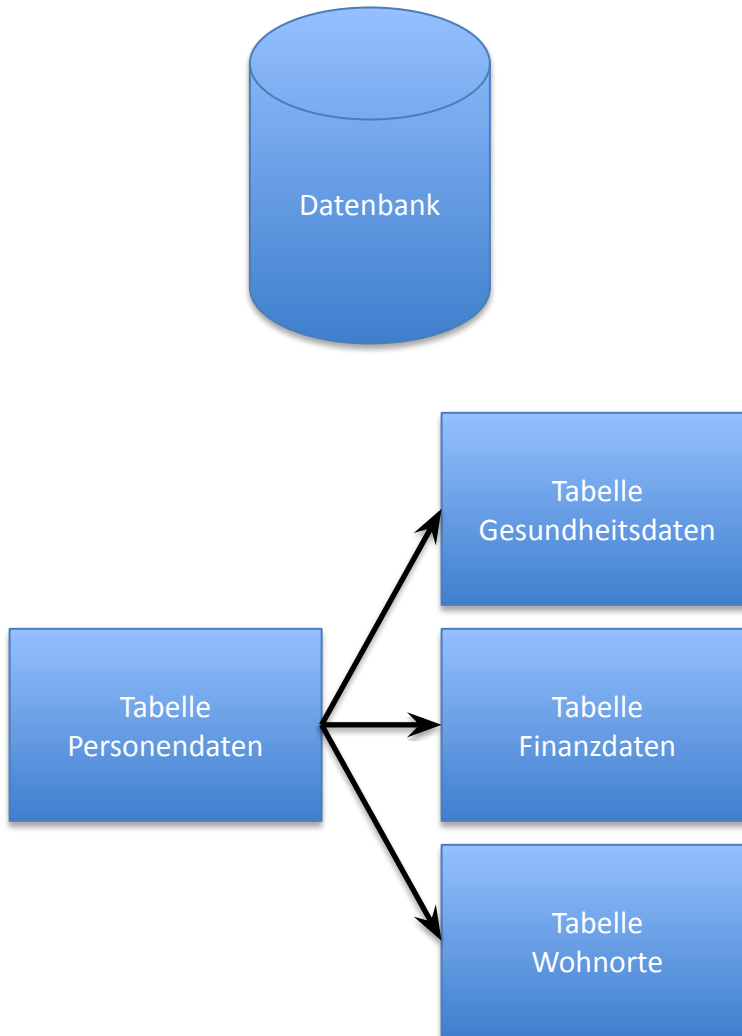 Datenbank
Tabelle
Gesundheitsdaten
Tabelle
Personendaten
Tabelle
Finanzdaten
Tabelle
Wohnorte